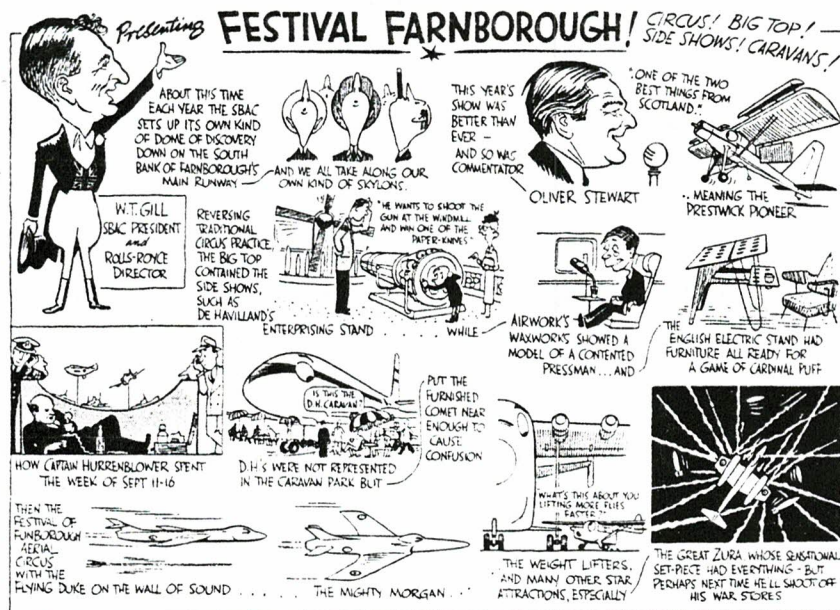 Presenting
FESTIVAL FARNBOROUGH!
CIRCUS! BIG TOP!
SIDE SHOWS! CARAVANS!
ABOUT THIS TIME
EACH YEAR THE SBAC
SETS UP ITS OWN KIND
OF DOME OF DISCOVERY
DOWN ON THE SOUTH
BANK OF FARNBOROUGH'S
MAIN RUNWAY
AND WE ALL TAKE ALONG OUR
OWN KIND OF SKYLONS.
THIS YEAR'S
SHOW WAS
BETTER THAN
EVER -
AND SO WAS
COMMENTATOR
OLIVER STEWART
"ONE OF THE TWO
BEST THINGS FROM
SCOTLAND."
.. MEANING THE
PRESTWICK PIONEER
W.T. GILL
SBAC PRESIDENT
and
ROLLS-ROYCE
DIRECTOR
REVERSING
TRADITIONAL
CIRCUS PRACTICE,
THE BIG TOP
CONTAINED THE
SIDE SHOWS,
SUCH AS
DE HAVILLAND'S
ENTERPRISING STAND . . . . . . WHILE
"HE WANTS TO SHOOT THE
GUN AT THE WINDMILL
AND WIN ONE OF THE
PAPER-KNIVES"
AIRWORK'S
WAXWORKS SHOWED A
MODEL OF A CONTENTED
PRESSMAN...AND
THE
ENGLISH ELECTRIC STAND HAD
FURNITURE ALL READY FOR
A GAME OF CARDINAL PUFF
HOW CAPTAIN HURRENBLOWER SPENT
THE WEEK OF SEPT 11-16
IS THIS THE
D.H. CARAVAN?
D.H'S WERE NOT REPRESENTED
IN THE CARAVAN PARK BUT
PUT THE
FURNISHED
COMET NEAR
ENOUGH TO
CAUSE
CONFUSION
WHAT'S THIS ABOUT YOU
LIFTING MORE FLIES
FASTER?"
THEN THE
FESTIVAL OF
FUNBOROUGH
AERIAL
CIRCUS
WITH THE
FLYING DUKE ON THE WALL OF SOUND . . . . . . THE MIGHTY MORGAN . . .
THE WEIGHT LIFTERS,
AND MANY OTHER STAR
ATTRACTIONS, ESPECIALLY
THE GREAT ZURA WHOSE SENSATIONAL
SET-PIECE HAD EVERYTHING - BUT
PERHAPS NEXT TIME HE'LL SHOOT OFF
HIS WAR STORES